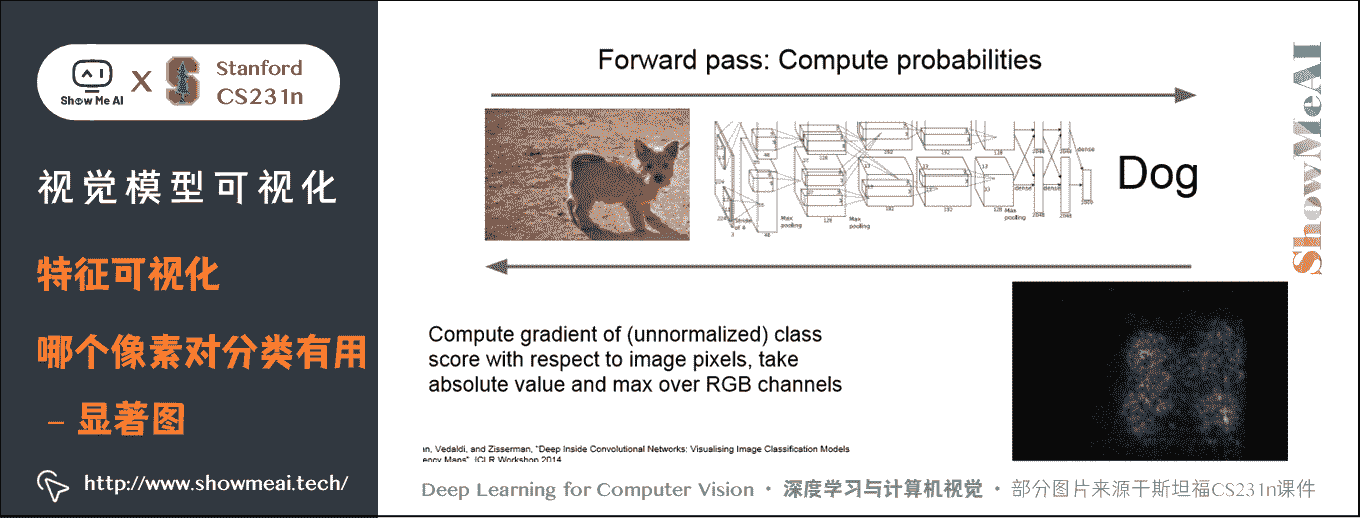 Show Me AI
X
Stanford
CS231n
视觉模型可视化
特征可视化
哪个像素对分类有用
– 显著图
http://www.showmeai.tech/
Forward pass: Compute probabilities
Max
pooling
Max
pooling
Max
pooling
dense
dense
dense
Dog
Compute gradient of (unnormalized) class
score with respect to image pixels, take
absolute value and max over RGB channels
an, Vedaldi, and Zisserman, "Deep Inside Convolutional Networks: Visualising Image Classification Models
ency Maps", ICLR Workshop 2014
Deep Learning for Computer Vision · 深度学习与计算机视觉 · 部分图片来源于斯坦福CS231n课件
ShowMeAI